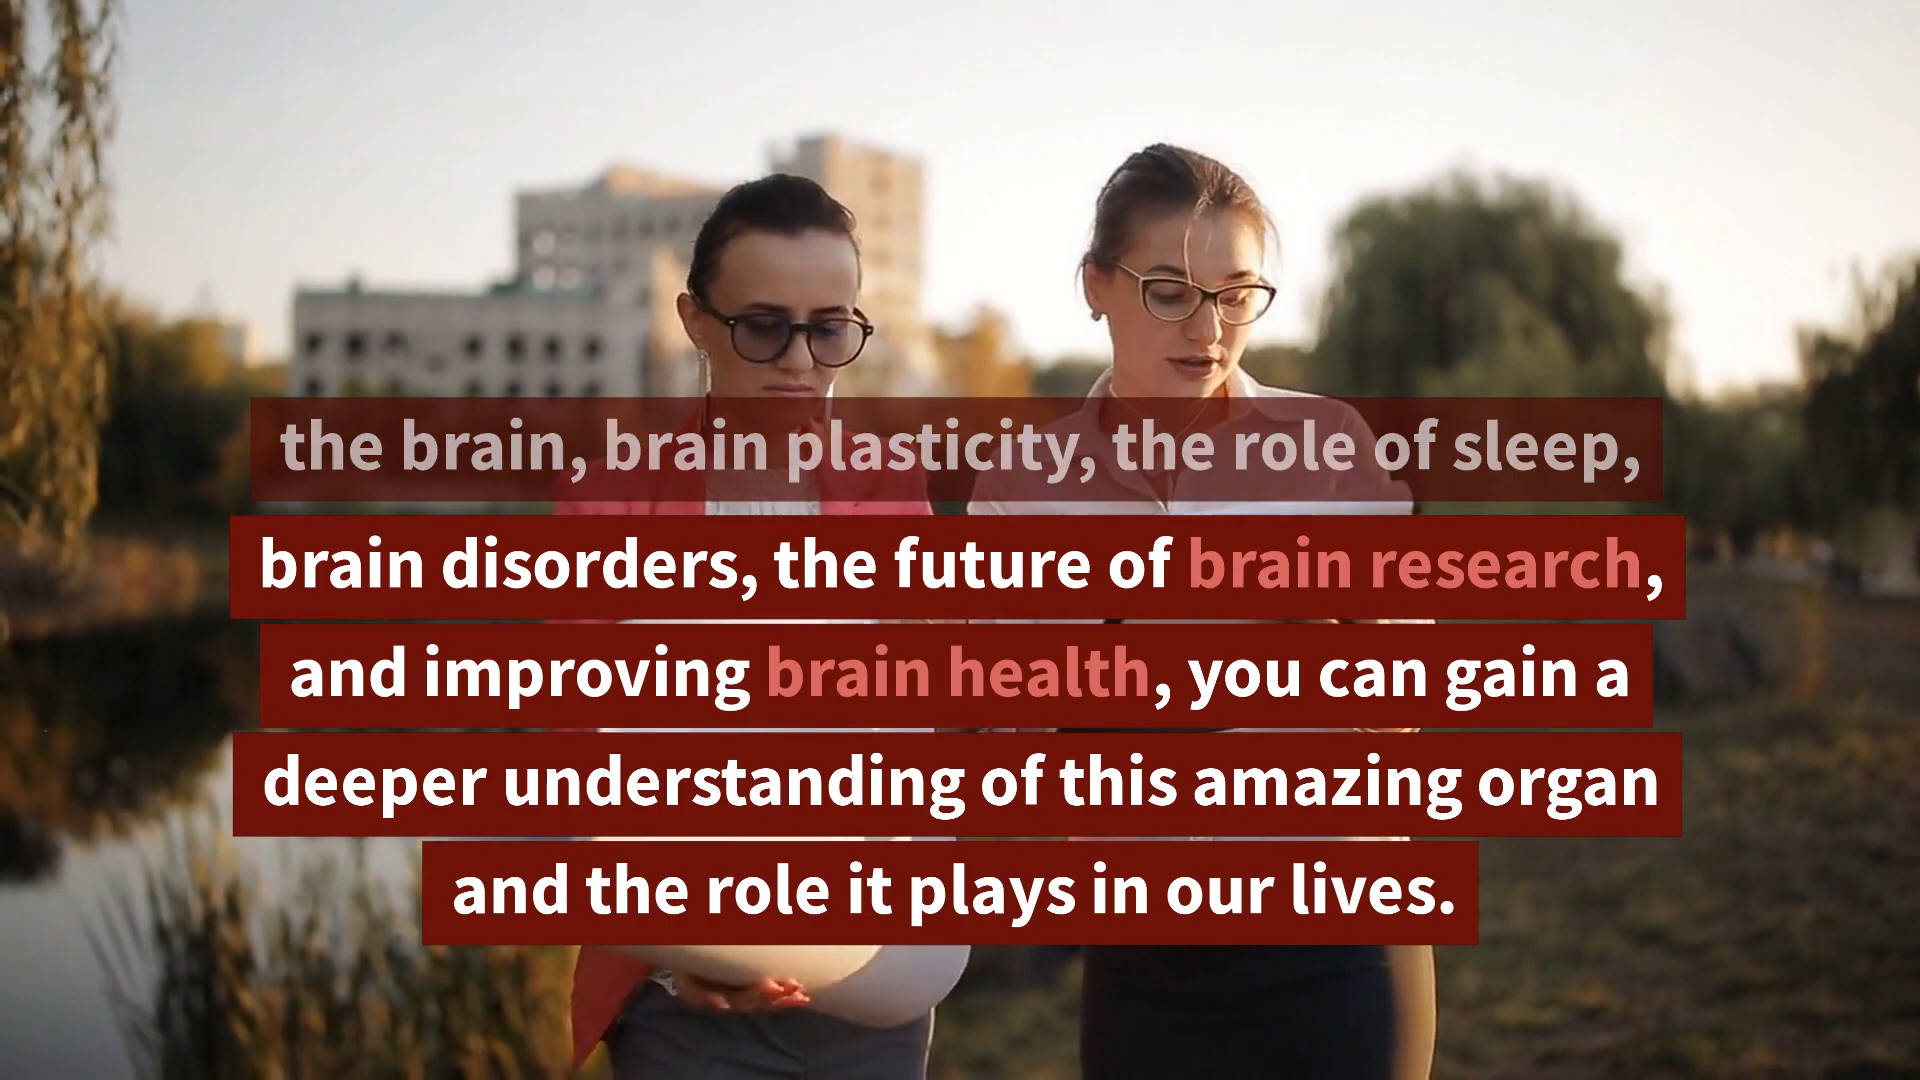 the brain, brain plasticity, the role of sleep,
brain disorders, the future of brain research,
and improving brain health, you can gain a
deeper understanding of this amazing organ
and the role it plays in our lives.